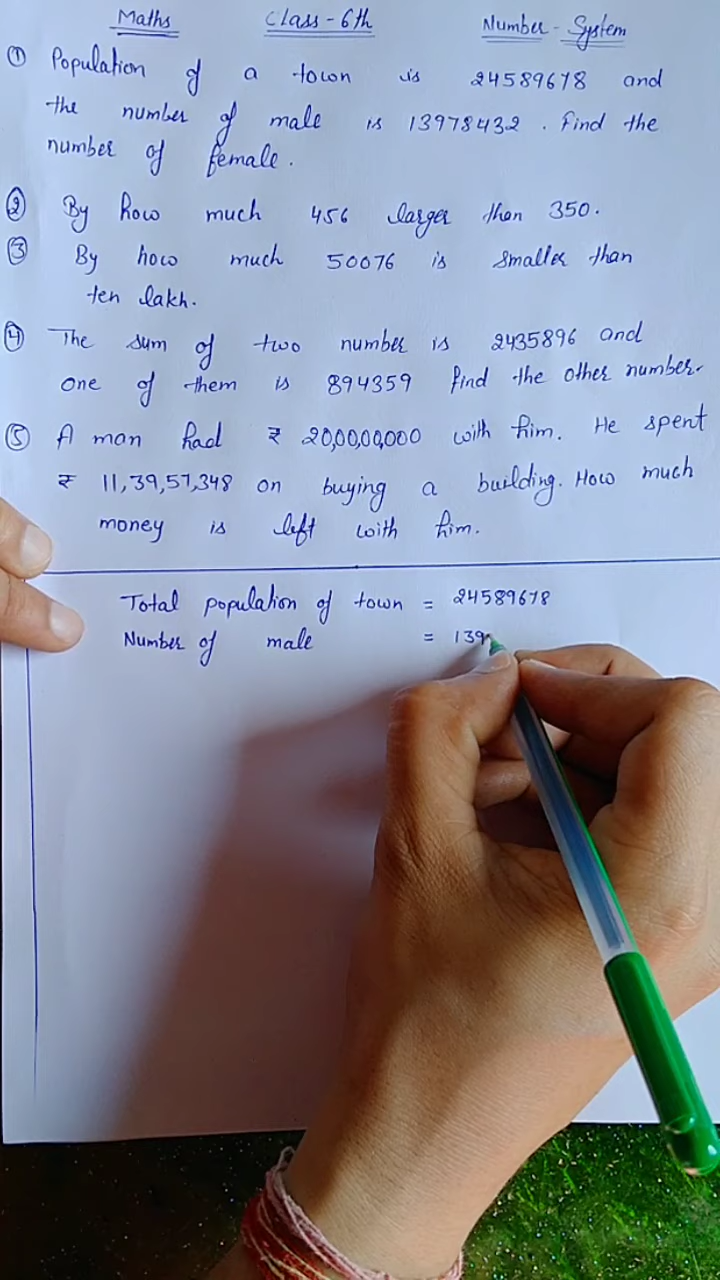 Maths Class-6th Number-System
① Population of a town is 24589678 and
the number of male is 13978432. Find the
number of female.
② By how much 456 larger than 350.
③ By how much 50076 is smaller than
ten lakh.
④ The sum of two number is 2435896 and
one of them is 894359 find the other number.
⑤ A man had ₹ 20,00,00,000 with him. He spent
₹ 11,39,57,348 on buying a building. How much
money is left with him.
Total population of town = 24589678
Number of male = 139